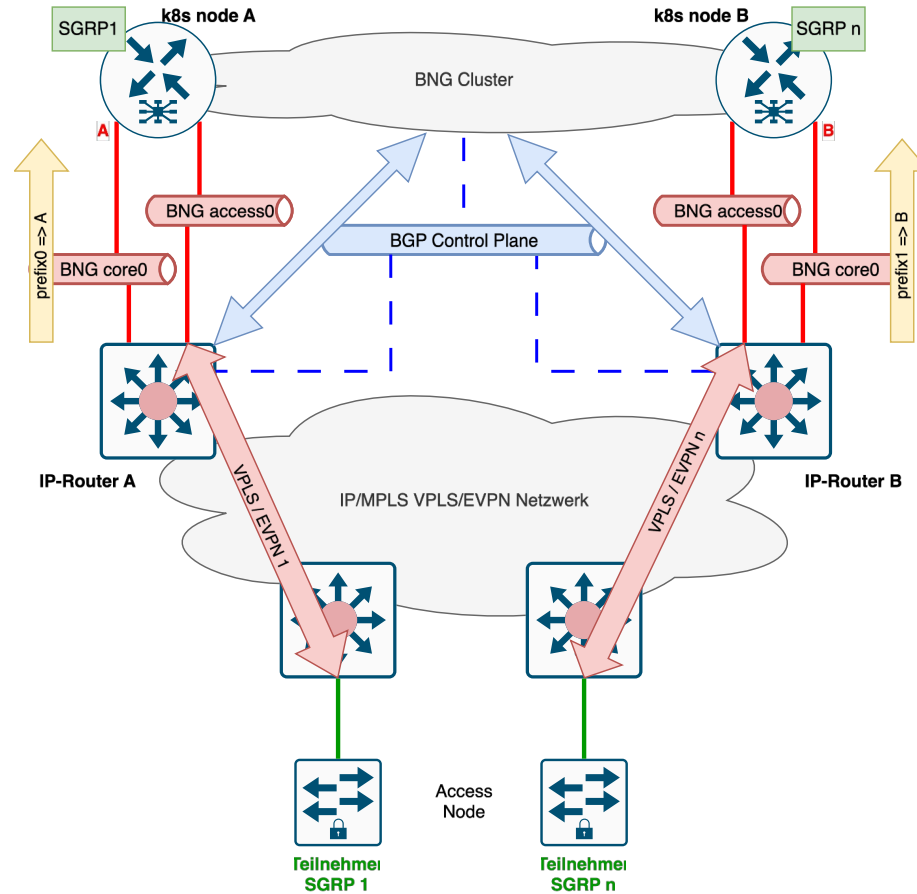 k8s node A
k8s node B
SGRP1
SGRP n
BNG Cluster
A
B
BNG access0
BNG access0
BGP Control Plane
prefix0 => A
BNG core0
BNG core0
prefix1 => B
IP-Router A
IP-Router B
VPLS / EVPN 1
IP/MPLS VPLS/EVPN Netzwerk
VPLS / EVPN n
Access
Node
Teilnehmer
SGRP 1
Teilnehmer
SGRP n